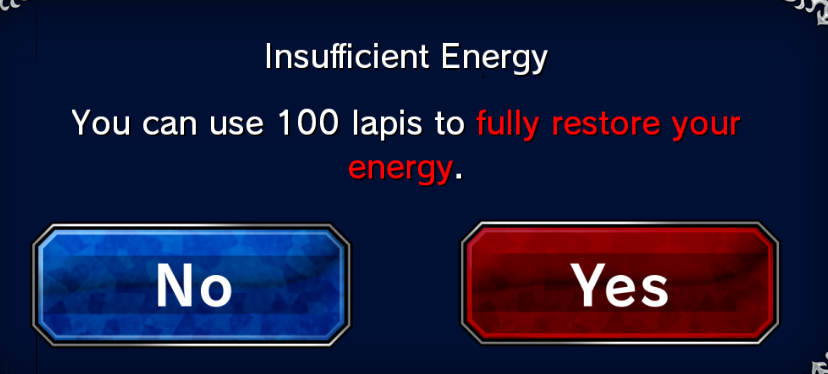 Insufficient Energy
You can use 100 lapis to fully restore your
energy.
No
Yes